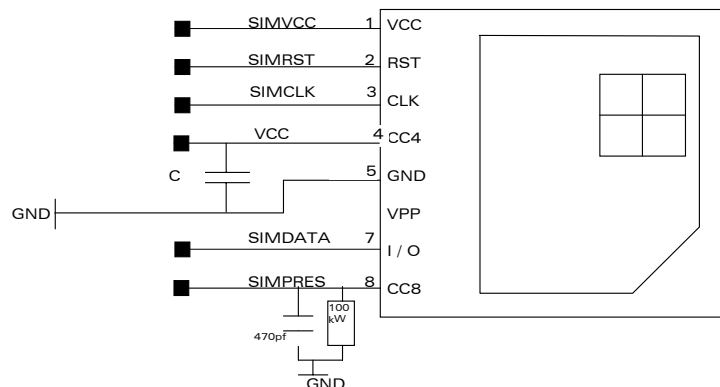 SIMVCC 1 VCC
SIMRST 2 RST
SIMCLK 3 CLK
VCC 4 CC4
C 5 GND
GND VPP
SIMDATA 7 I / O
SIMPRES 8 CC8
100
kW
470pf
GND